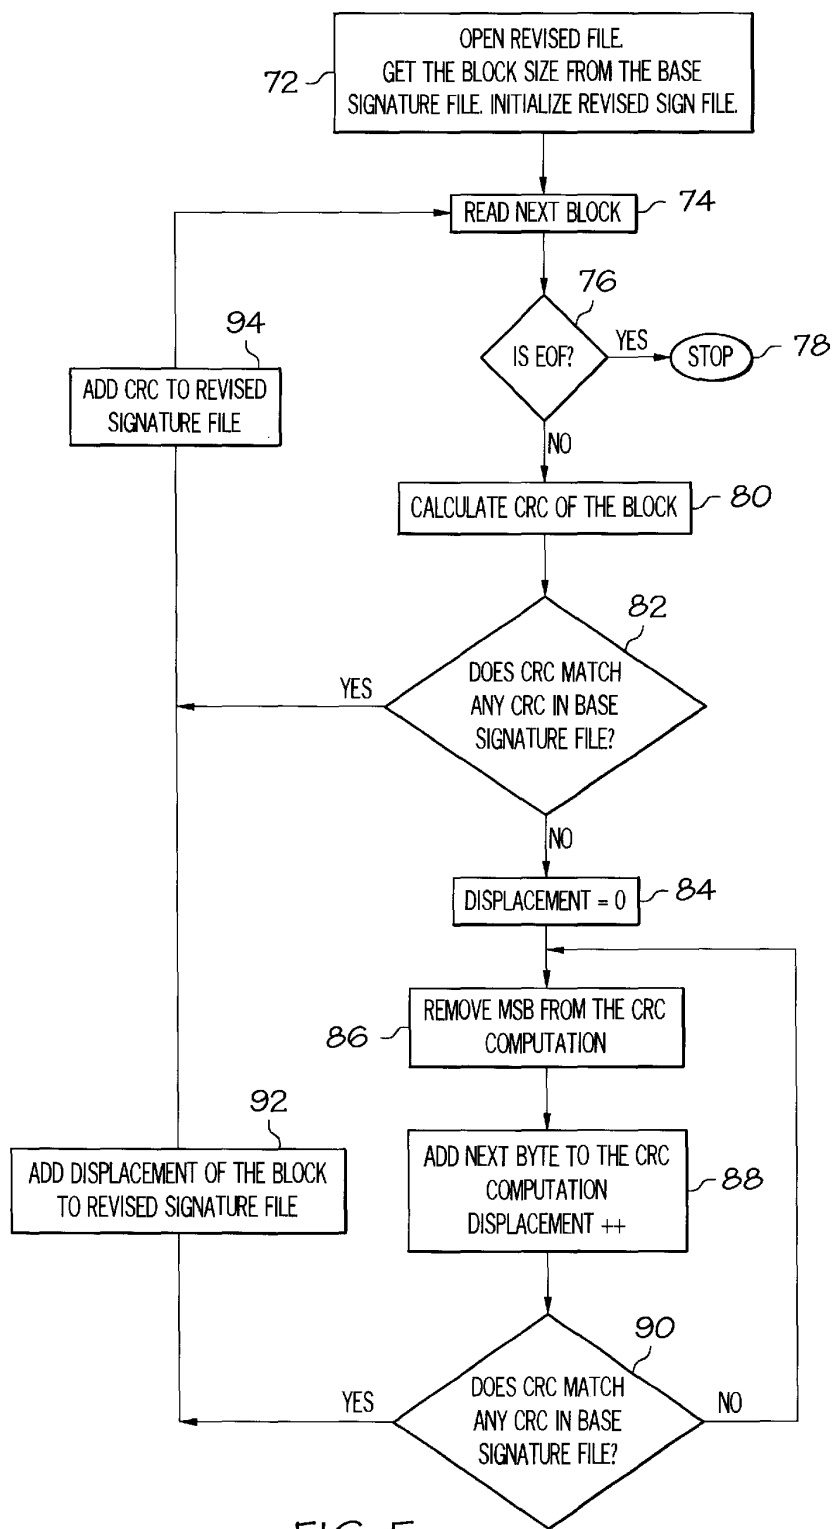 OPEN REVISED FILE.
GET THE BLOCK SIZE FROM THE BASE
SIGNATURE FILE. INITIALIZE REVISED SIGN FILE.
72
READ NEXT BLOCK
74
76
IS EOF?
YES
STOP
78
NO
94
ADD CRC TO REVISED
SIGNATURE FILE
CALCULATE CRC OF THE BLOCK
80
82
DOES CRC MATCH
ANY CRC IN BASE
SIGNATURE FILE?
YES
NO
DISPLACEMENT = 0
84
REMOVE MSB FROM THE CRC
COMPUTATION
86
92
ADD DISPLACEMENT OF THE BLOCK
TO REVISED SIGNATURE FILE
ADD NEXT BYTE TO THE CRC
COMPUTATION
DISPLACEMENT ++
88
90
DOES CRC MATCH
ANY CRC IN BASE
SIGNATURE FILE?
YES
NO